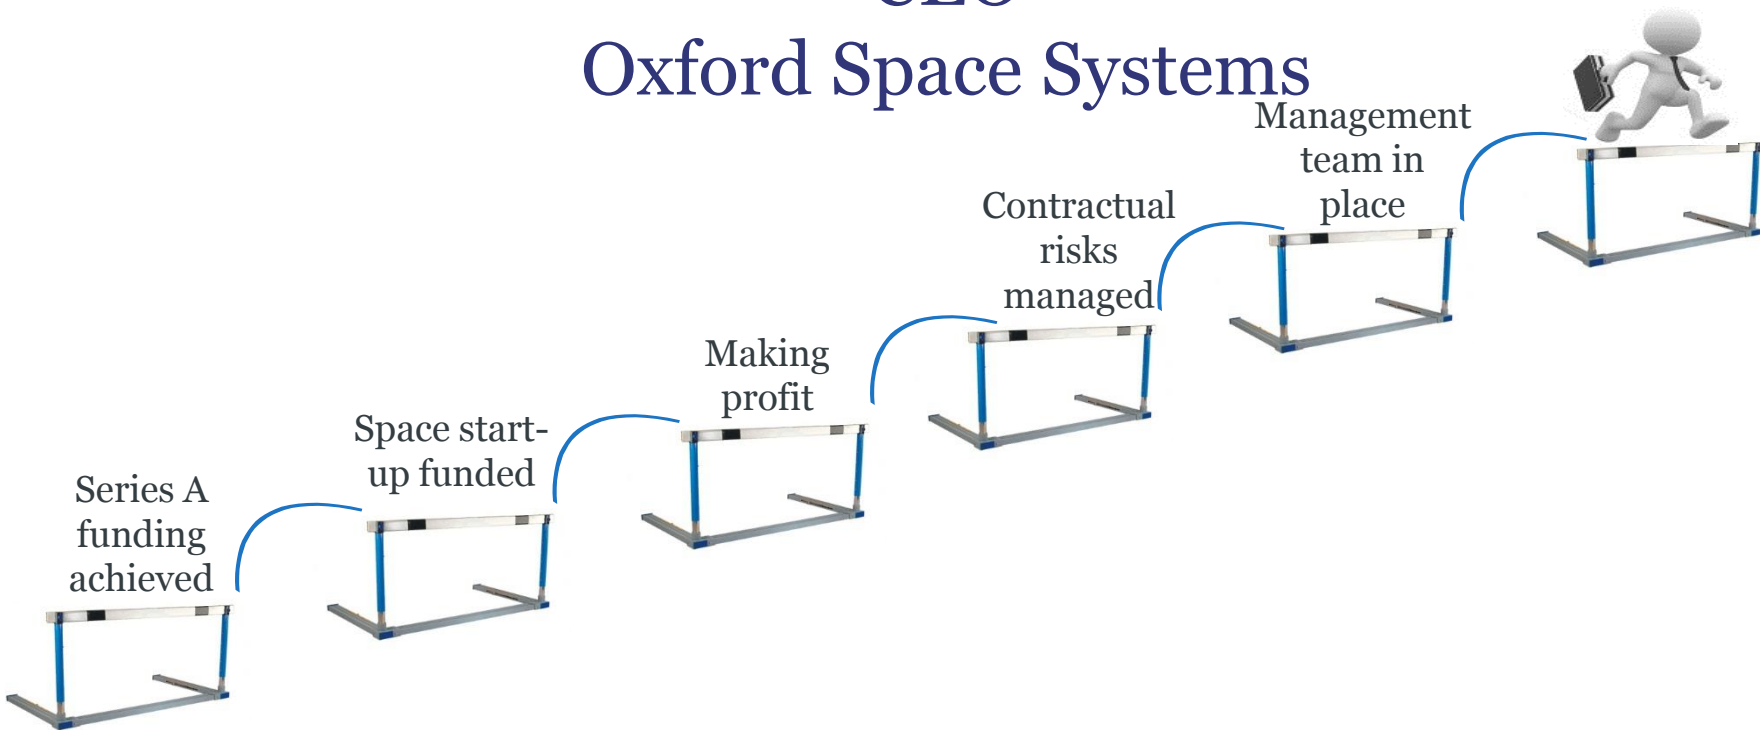 Oxford Space Systems
Management
team in
place
Contractual
risks
managed
Making
profit
Space start-
up funded
Series A
funding
achieved